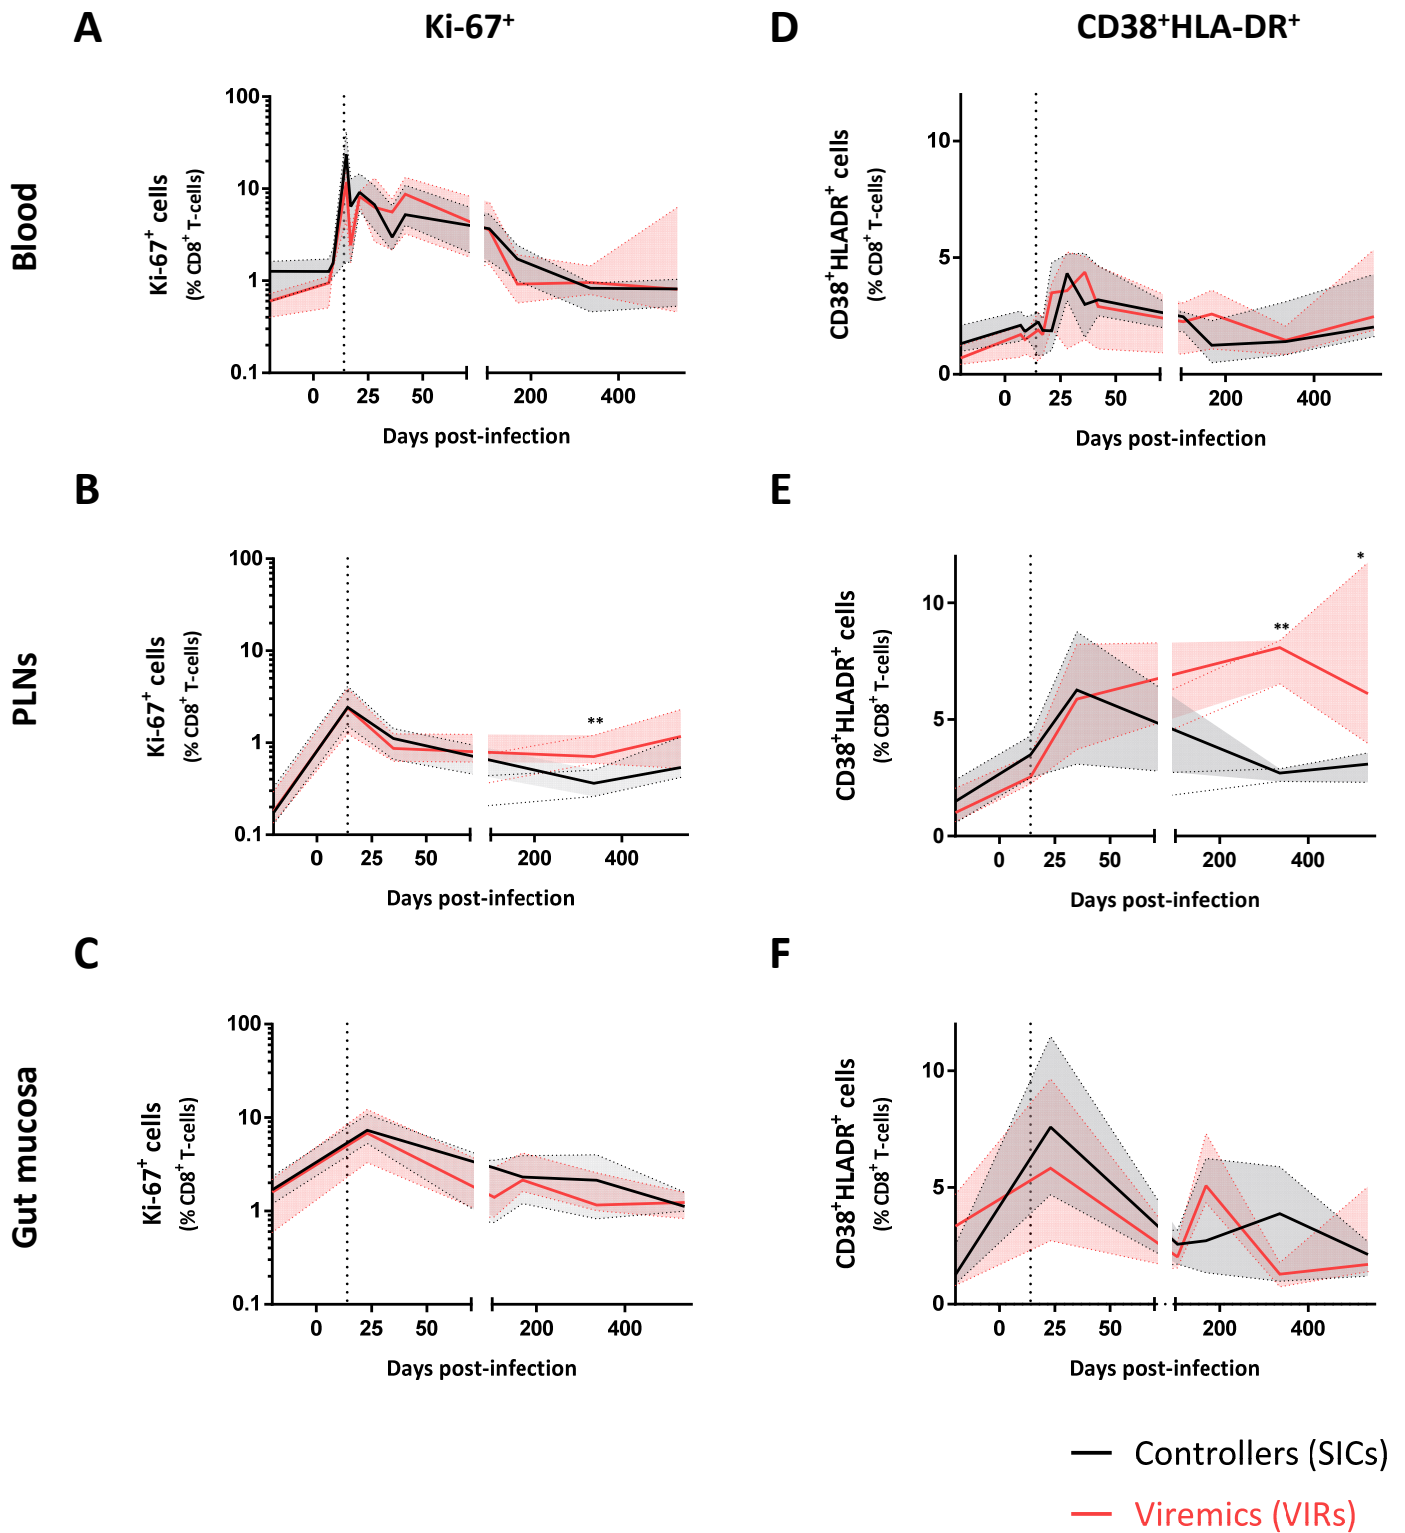 A
Ki-67⁺
D
CD38⁺HLA-DR⁺
Blood
Ki-67⁺ cells
(% CD8⁺ T-cells)
100
10
1
0.1
0 25 50 200 400
Days post-infection
CD38⁺HLADR⁺ cells
(% CD8⁺ T-cells)
10
5
0
0 25 50 200 400
Days post-infection
B
E
PLNs
Ki-67⁺ cells
(% CD8⁺ T-cells)
100
10
1
0.1
**
0 25 50 200 400
Days post-infection
CD38⁺HLADR⁺ cells
(% CD8⁺ T-cells)
10
5
0
**
*
0 25 50 200 400
Days post-infection
C
F
Gut mucosa
Ki-67⁺ cells
(% CD8⁺ T-cells)
100
10
1
0.1
0 25 50 200 400
Days post-infection
CD38⁺HLADR⁺ cells
(% CD8⁺ T-cells)
10
5
0
0 25 50 200 400
Days post-infection
Controllers (SICs)
Viremics (VIRs)